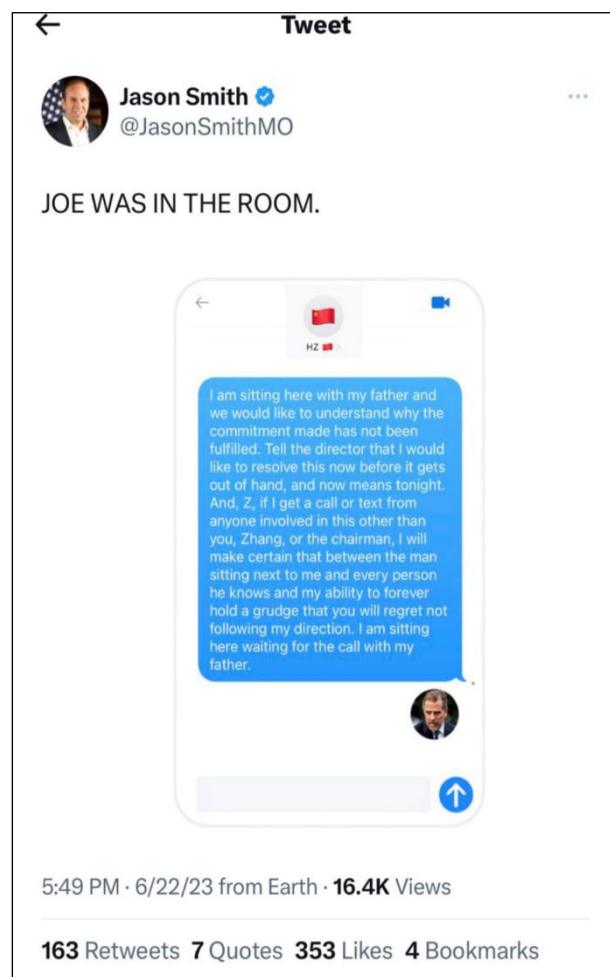 Tweet
Jason Smith
@JasonSmithMO
JOE WAS IN THE ROOM.
HZ 🇨🇳
I am sitting here with my father and
we would like to understand why the
commitment made has not been
fulfilled. Tell the director that I would
like to resolve this now before it gets
out of hand, and now means tonight.
And, Z, if I get a call or text from
anyone involved in this other than
you, Zhang, or the chairman, I will
make certain that between the man
sitting next to me and every person
he knows and my ability to forever
hold a grudge that you will regret not
following my direction. I am sitting
here waiting for the call with my
father.
5:49 PM · 6/22/23 from Earth · 16.4K Views
163 Retweets 7 Quotes 353 Likes 4 Bookmarks